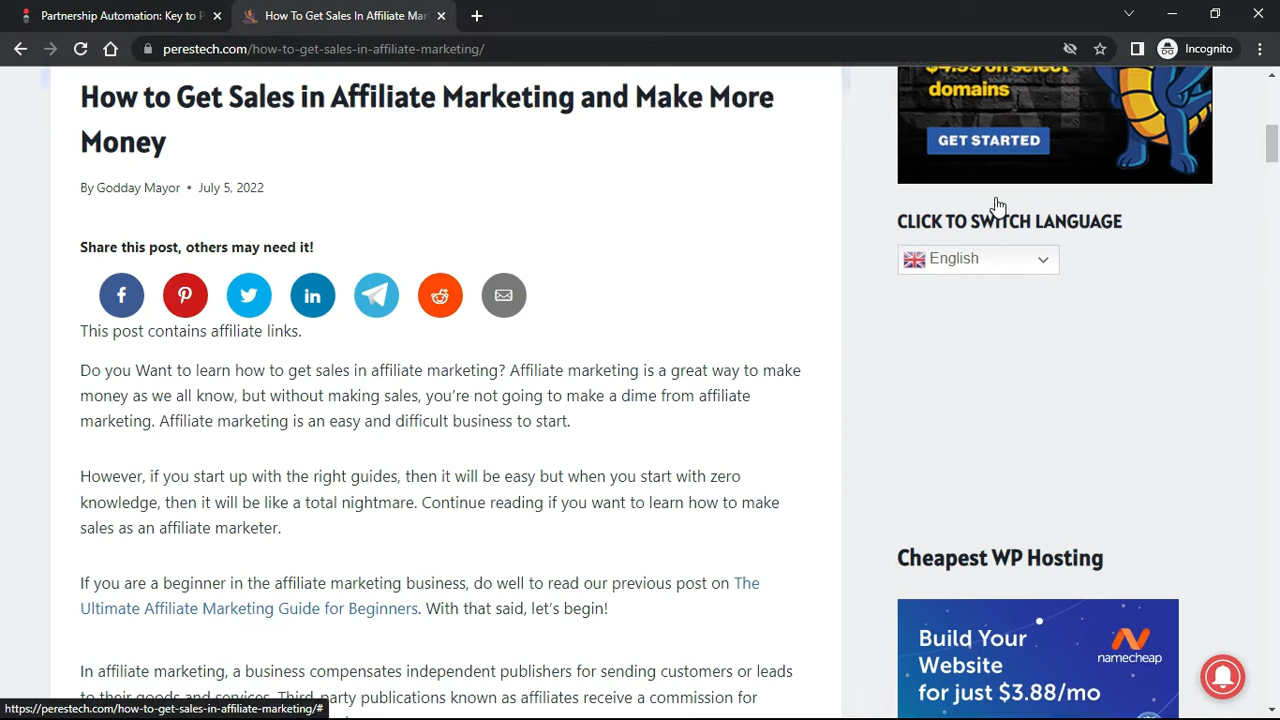 Partnership Automation: Key to P
How To Get Sales In Affiliate Mar
perestech.com/how-to-get-sales-in-affiliate-marketing/
Incognito
How to Get Sales in Affiliate Marketing and Make More
Money
By Godday Mayor • July 5, 2022
Share this post, others may need it!
This post contains affiliate links.
Do you Want to learn how to get sales in affiliate marketing? Affiliate marketing is a great way to make
money as we all know, but without making sales, you're not going to make a dime from affiliate
marketing. Affiliate marketing is an easy and difficult business to start.
However, if you start up with the right guides, then it will be easy but when you start with zero
knowledge, then it will be like a total nightmare. Continue reading if you want to learn how to make
sales as an affiliate marketer.
If you are a beginner in the affiliate marketing business, do well to read our previous post on The
Ultimate Affiliate Marketing Guide for Beginners. With that said, let's begin!
In affiliate marketing, a business compensates independent publishers for sending customers or leads
to their goods and services. Third-party publications known as affiliates receive a commission for
$4.99 on select
domains
GET STARTED
CLICK TO SWITCH LANGUAGE
English
Cheapest WP Hosting
Build Your
Website
for just $3.88/mo
namecheap
https://perestech.com/how-to-get-sales-in-affiliate-marketing/#